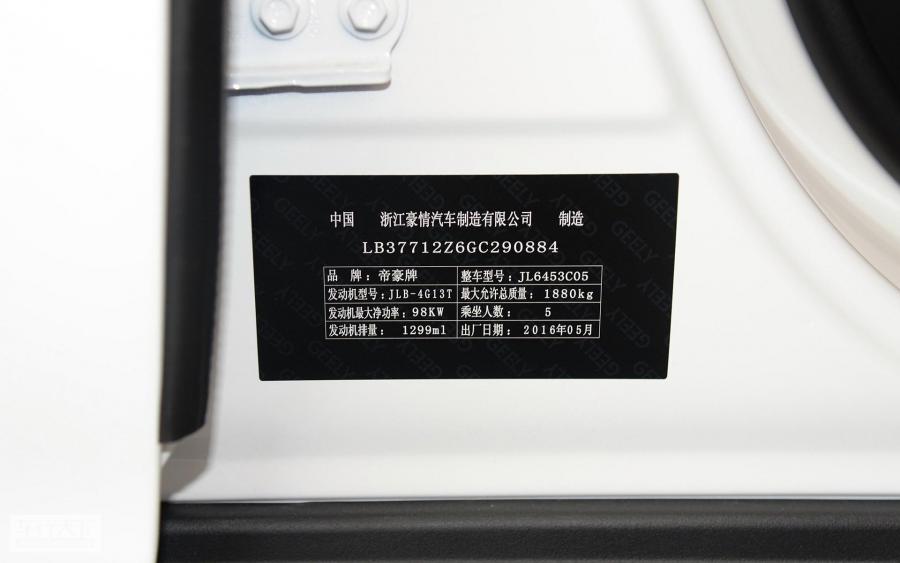 中国 浙江豪情汽车制造有限公司 制造
LB37712Z6GC290884
品 牌：帝豪牌 整车型号：JL6453C05
发动机型号：JLB-4G13T 最大允许总质量：1880kg
发动机最大净功率：98KW 乘坐人数：5
发动机排量：1299ml 出厂日期：2016年05月
GEELY